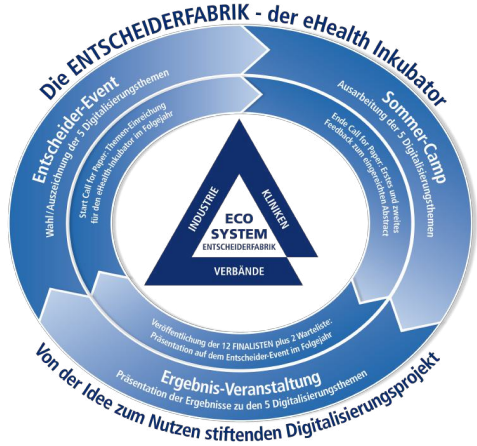 Die ENTSCHEIDERFABRIK - der eHealth Inkubator
Entscheider-Event
Wahl/Auszeichnung der 5 Digitalisierungsthemen
Start Call for Paper: Themen-Einreichung
für den eHealth-Inkubator im Folgejahr
Sommer-Camp
Ausarbeitung der 5 Digitalisierungsthemen
Ende Call for Paper: Erstes und zweites
Feedback zum eingereichten Abstract
INDUSTRIE
KLINIKEN
ECO
SYSTEM
ENTSCHEIDERFABRIK
VERBÄNDE
Veröffentlichung der 12 FINALISTEN plus 2 Warteliste:
Präsentation auf dem Entscheider-Event im Folgejahr
Ergebnis-Veranstaltung
Präsentation der Ergebnisse zu den 5 Digitalisierungsthemen
Von der Idee zum Nutzen stiftenden Digitalisierungsprojekt